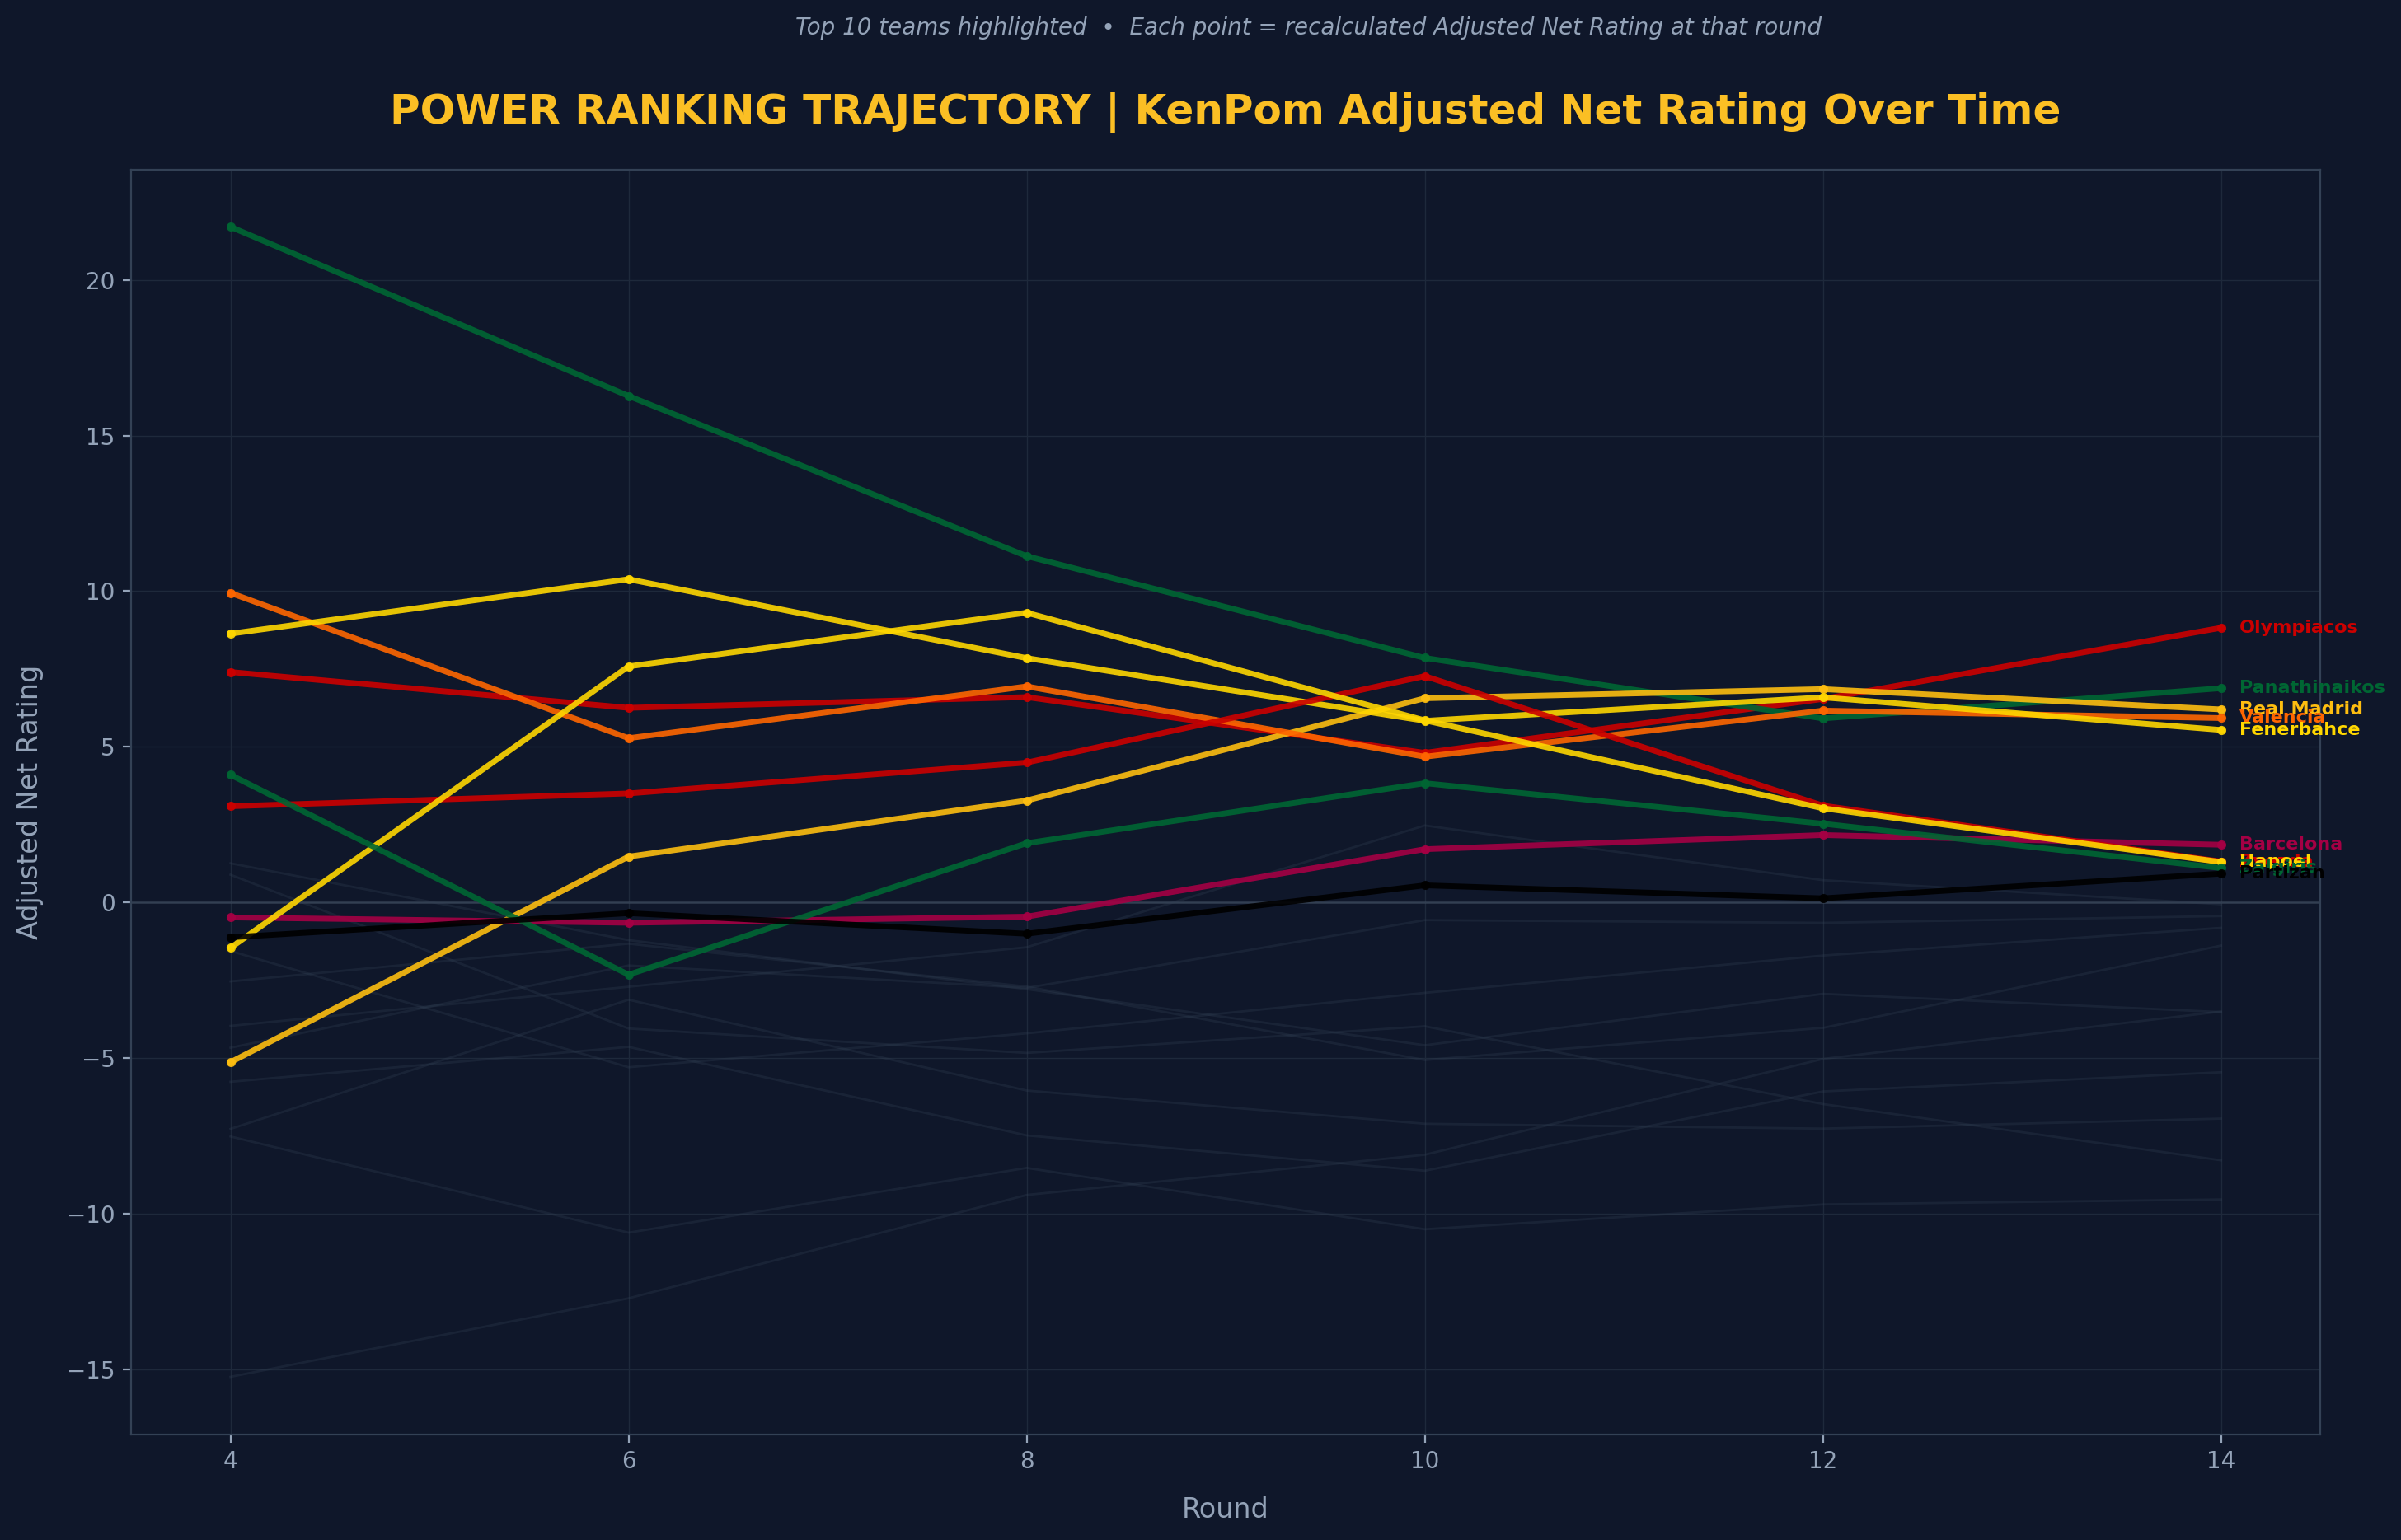 Top 10 teams highlighted • Each point = recalculated Adjusted Net Rating at that round
POWER RANKING TRAJECTORY | KenPom Adjusted Net Rating Over Time
Adjusted Net Rating
20
15
10
5
0
−5
−10
−15
Olympiacos
Panathinaikos
Real Madrid
Valencia
Fenerbahce
Barcelona
Hapoel
Partizan
4
6
8
10
12
14
Round